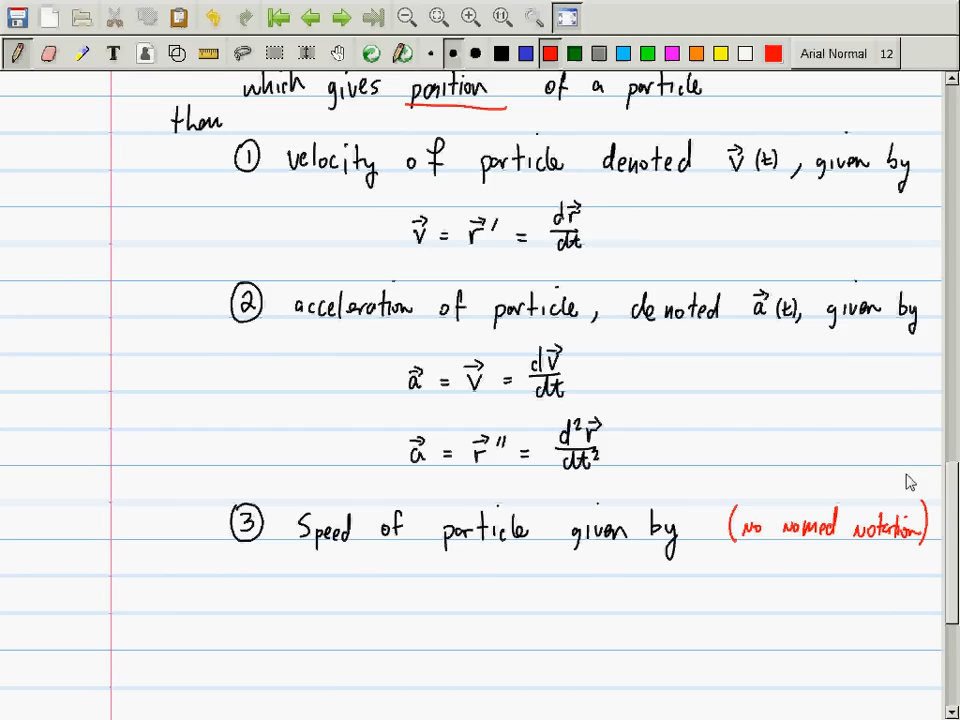 Arial Normal 12
which gives position of a particle
then
① velocity of particle denoted v⃗(t), given by
v⃗ = r⃗′ = dr⃗/dt
② acceleration of particle, denoted a⃗(t), given by
a⃗ = v⃗ = dv⃗/dt
a⃗ = r⃗″ = d²r⃗/dt²
③ Speed of particle given by (no named notation)